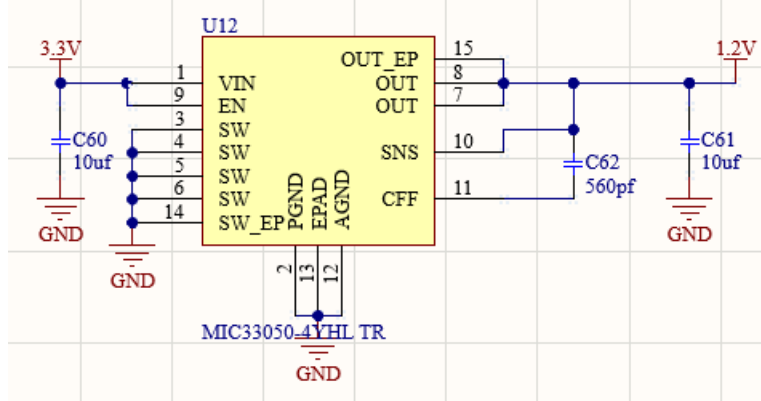 U12
3.3V
1.2V
15
OUT_EP
1
VIN
OUT
8
9
EN
OUT
7
3
SW
4
SW
SNS
10
C60
10uf
C61
10uf
5
SW
C62
560pf
6
SW
CFF
11
14
SW_EP
PGND
EPAD
AGND
GND
GND
GND
2
13
12
MIC33050-4YHL TR
GND